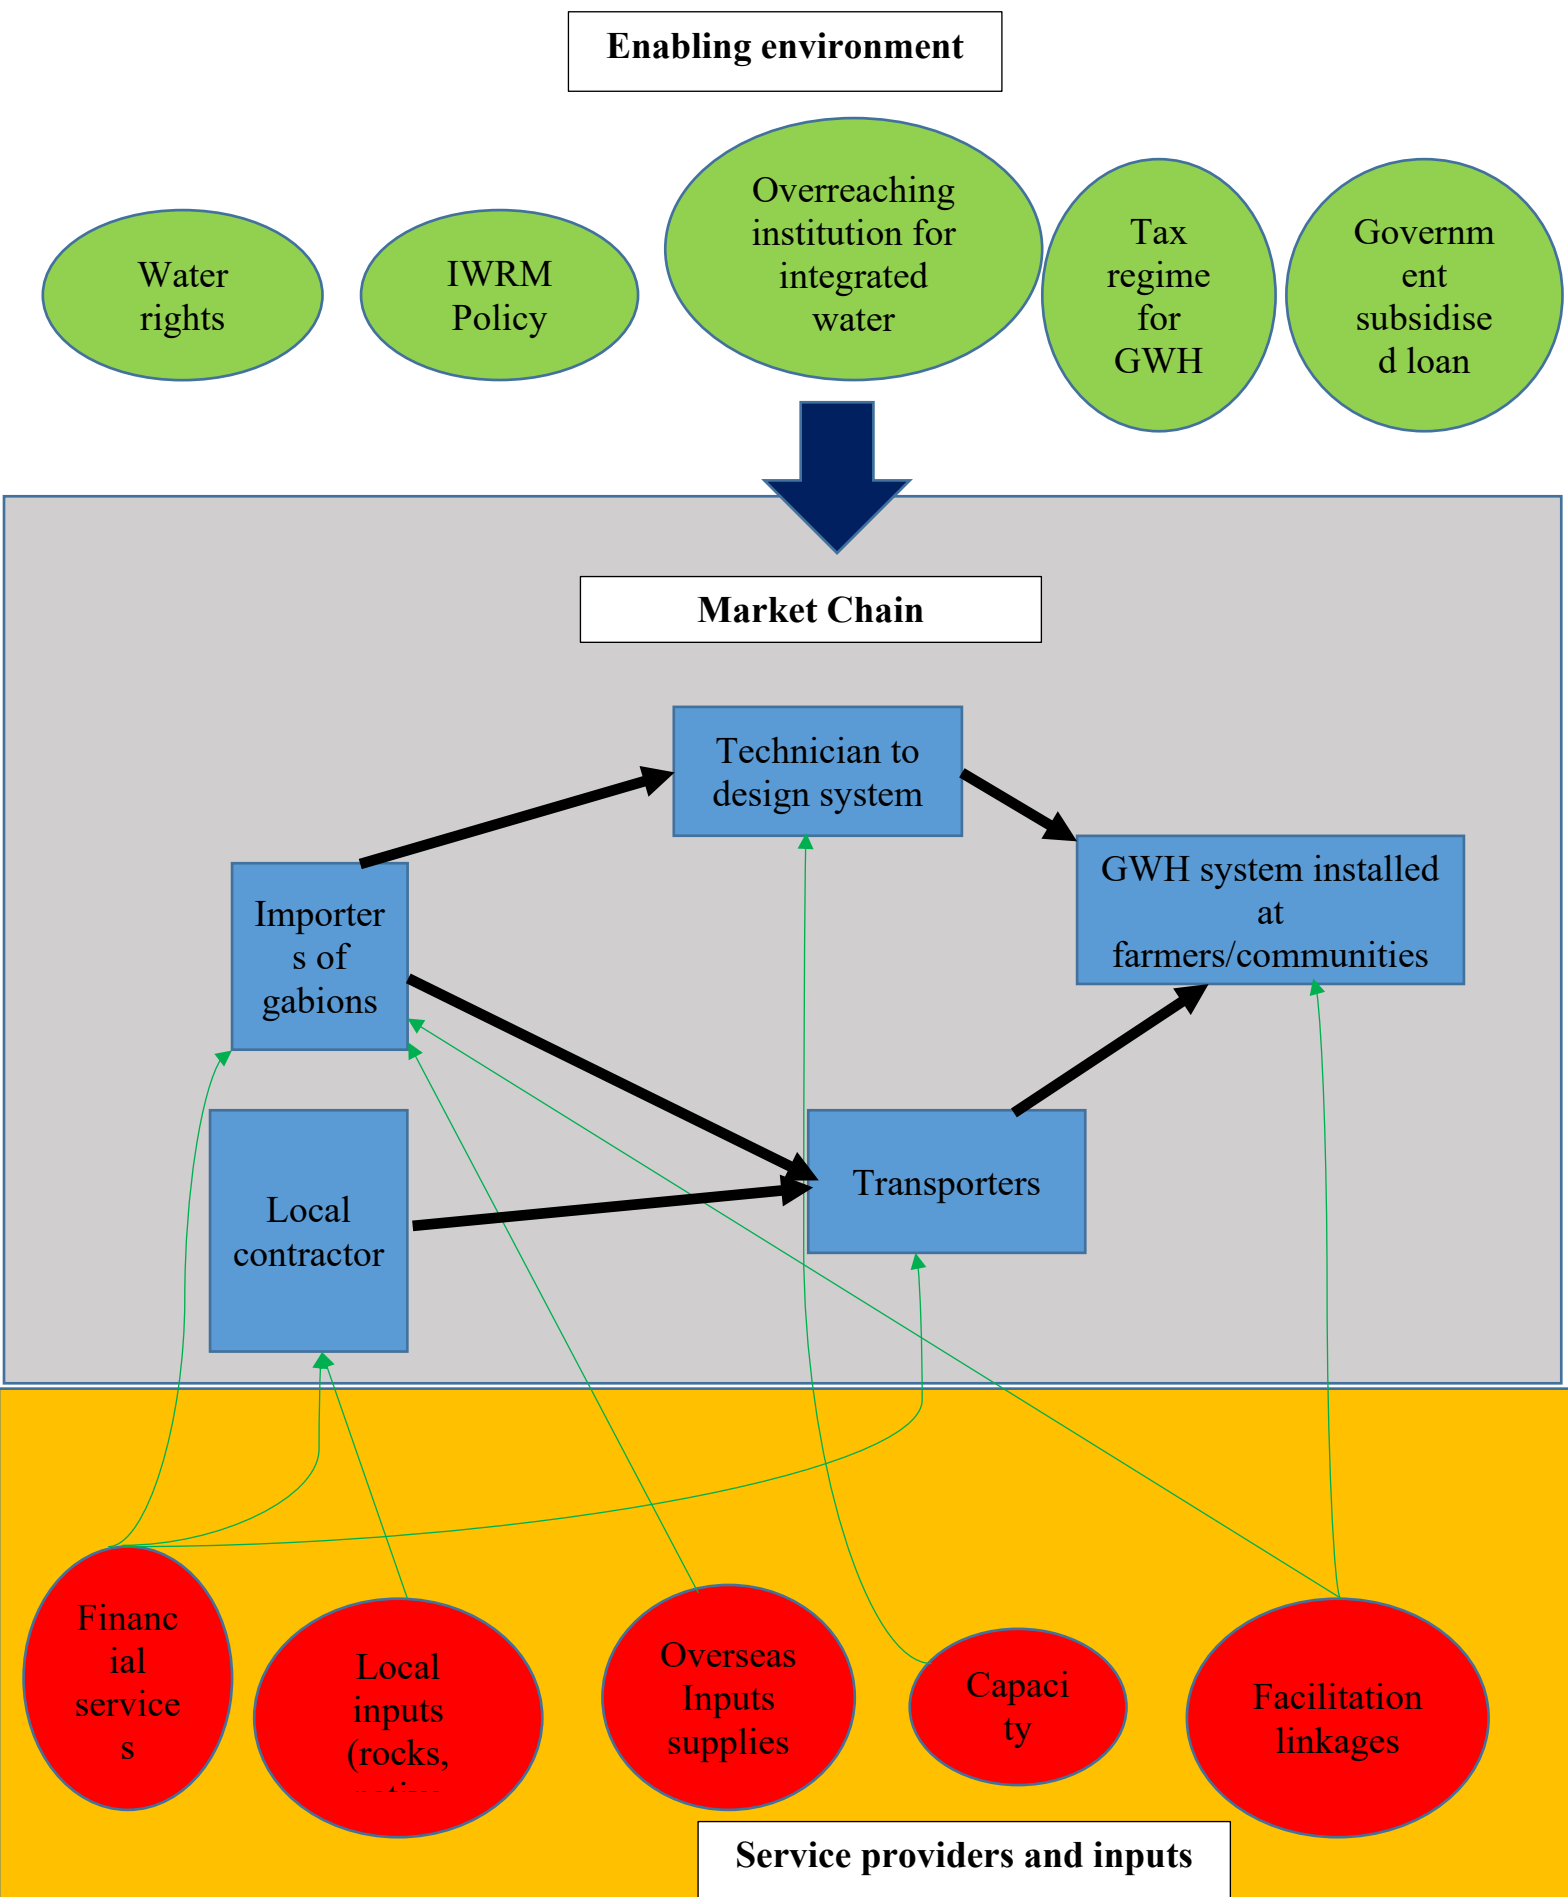 Enabling environment
Water
rights
IWRM
Policy
Overreaching
institution for
integrated
water
Tax
regime
for
GWH
Governm
ent
subsidise
d loan
Market Chain
Technician to
design system
GWH system installed
at
farmers/communities
Importer
s of
gabions
Local
contractor
Transporters
Financ
ial
service
s
Local
inputs
(rocks,
Overseas
Inputs
supplies
Capaci
ty
Facilitation
linkages
Service providers and inputs